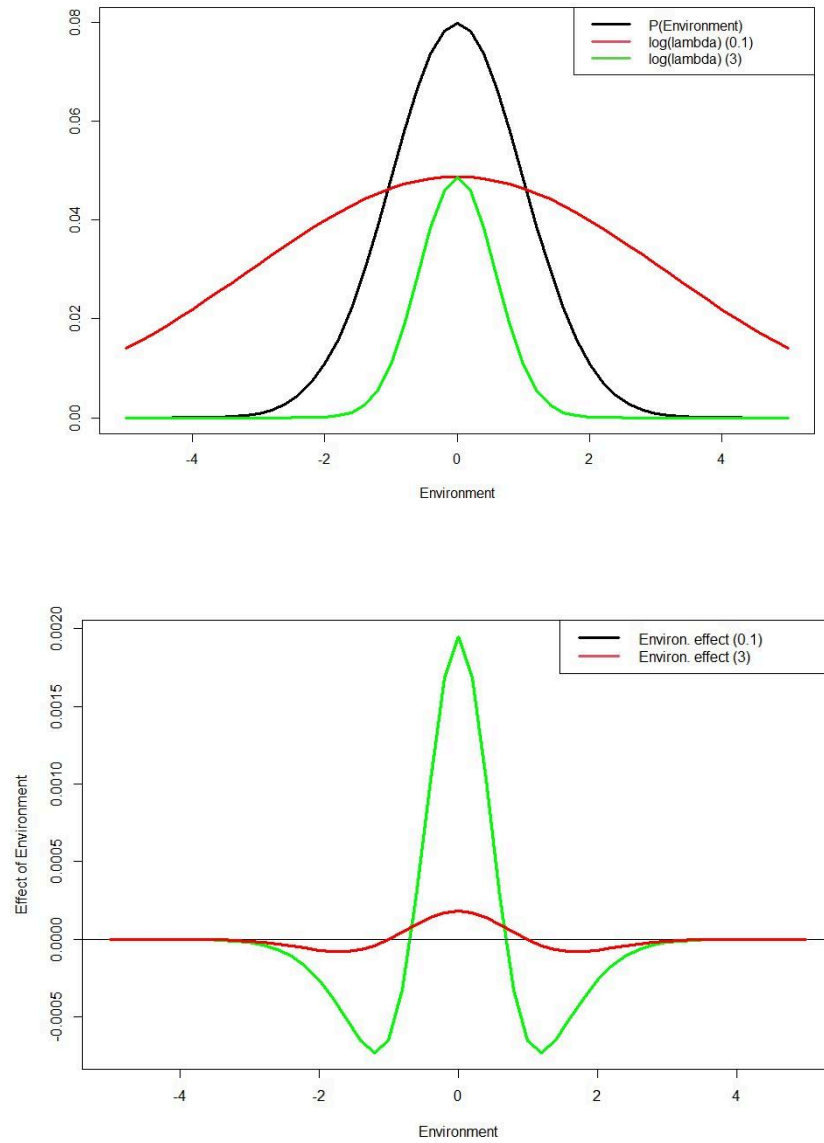 P(Environment)
log(lambda) (0.1)
log(lambda) (3)
0.08
0.06
0.04
0.02
0.00
-4 -2 0 2 4
Environment
Environ. effect (0.1)
Environ. effect (3)
Effect of Environment
0.0020
0.0015
0.0010
0.0005
0.0000
-0.0005
-4 -2 0 2 4
Environment